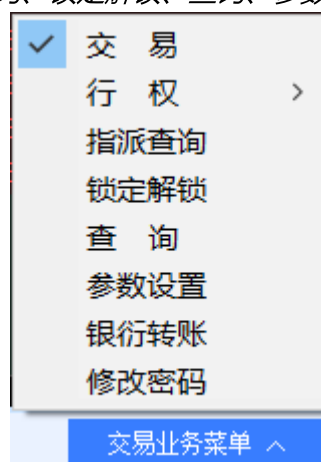 交 易
行 权
指派查询
锁定解锁
查 询
参数设置
银衍转账
修改密码
交易业务菜单